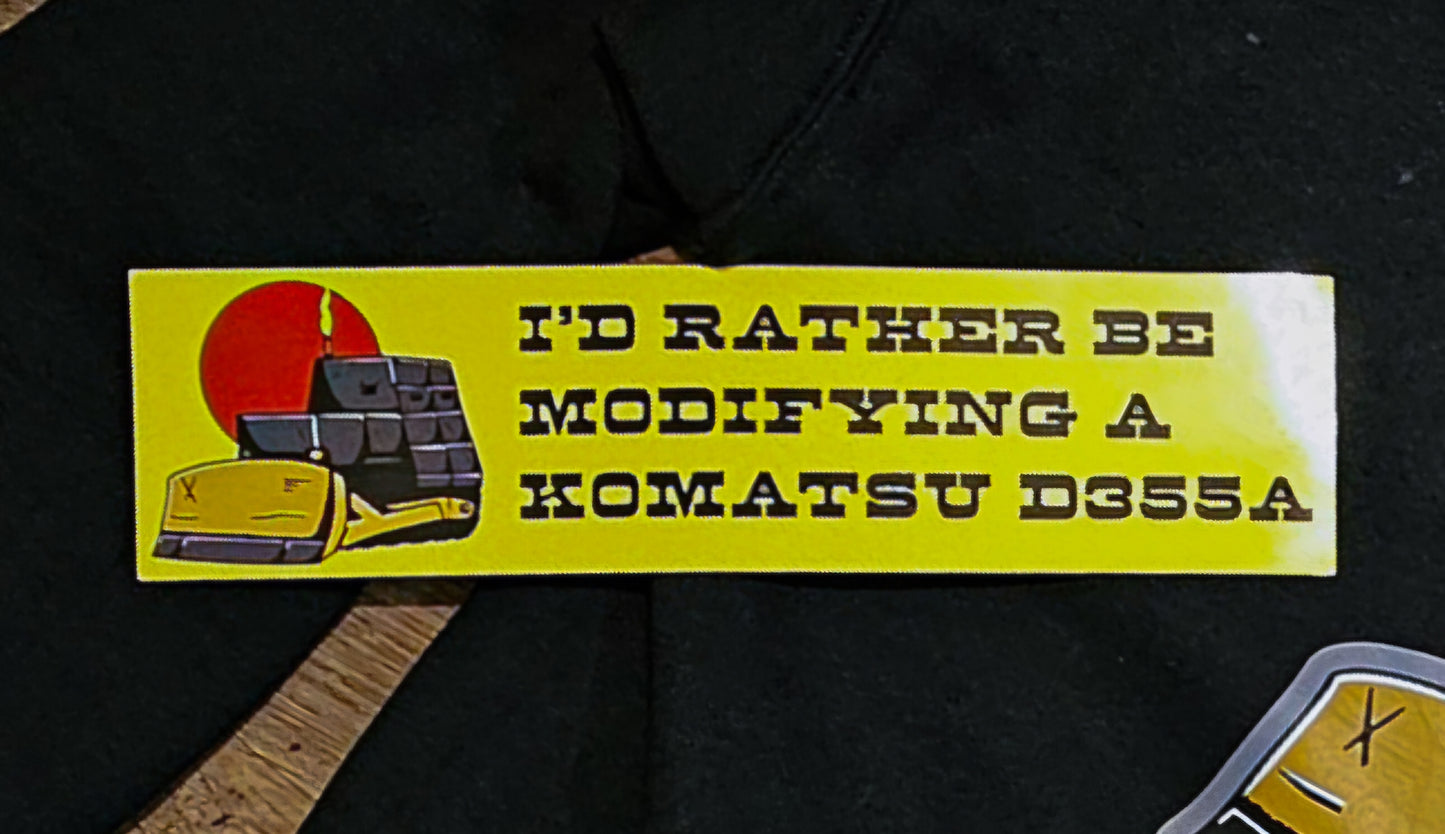 I'D RATHER BE
MODIFYING A
KOMATSU D355A